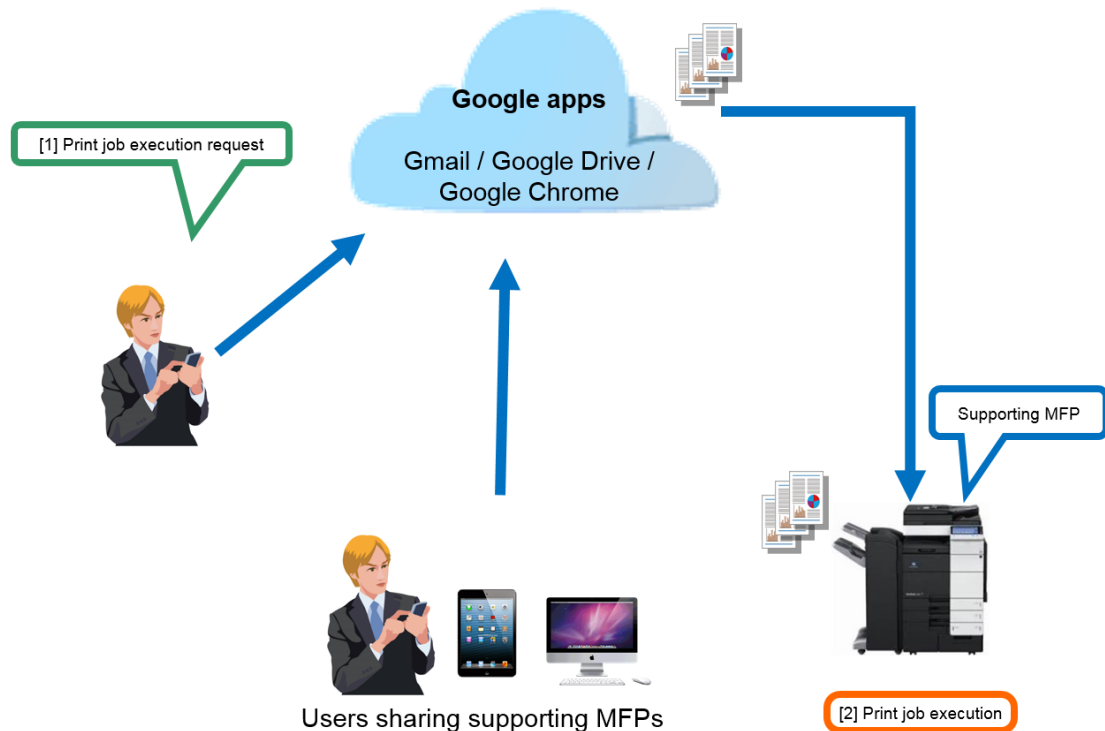 Google apps
[1] Print job execution request
Gmail / Google Drive /
Google Chrome
Supporting MFP
Users sharing supporting MFPs
[2] Print job execution